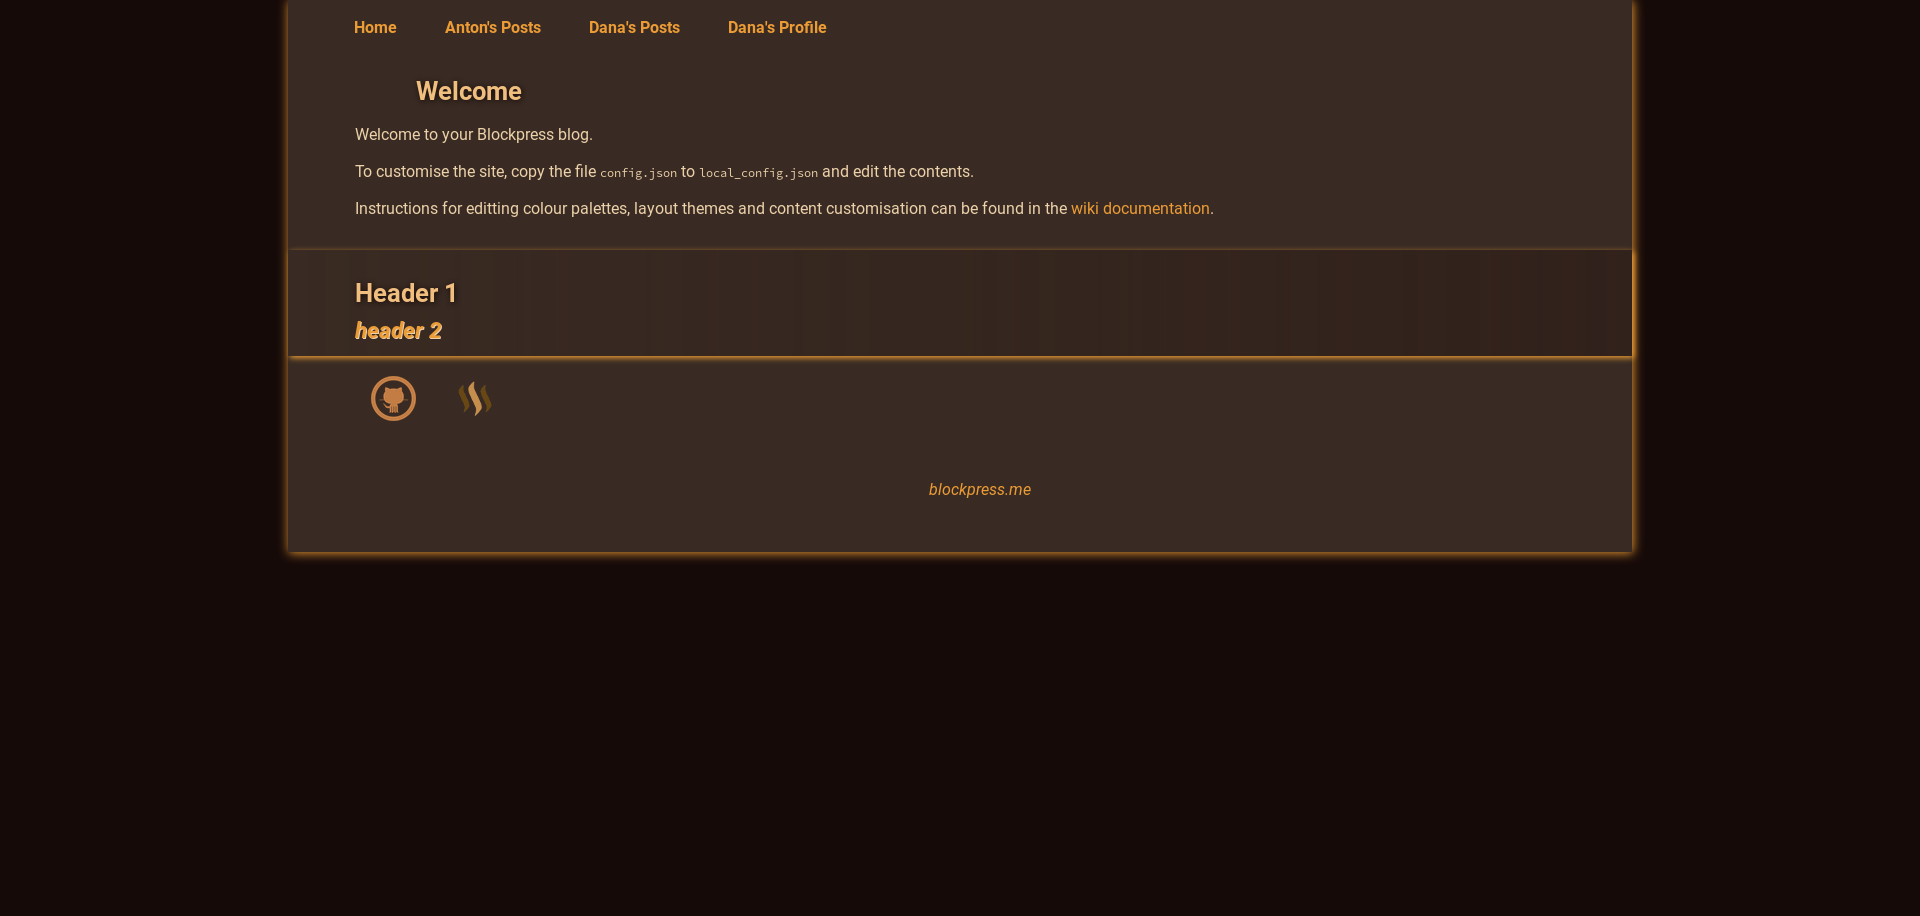 Home Anton's Posts Dana's Posts Dana's Profile
Welcome
Welcome to your Blockpress blog.
To customise the site, copy the file config.json to local_config.json and edit the contents.
Instructions for editting colour palettes, layout themes and content customisation can be found in the wiki documentation.
Header 1
header 2
blockpress.me